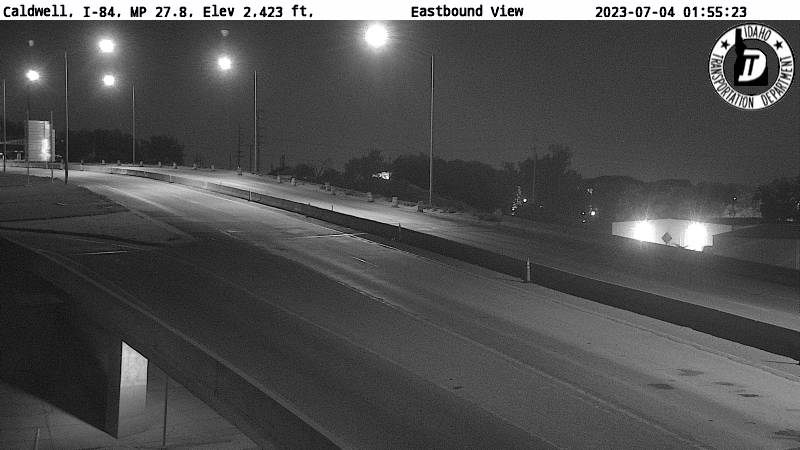 Caldwell, I-84, MP 27.8, Elev 2,423 ft, Eastbound View 2023-07-04 01:55:23
IDAHO
TRANSPORTATION DEPARTMENT